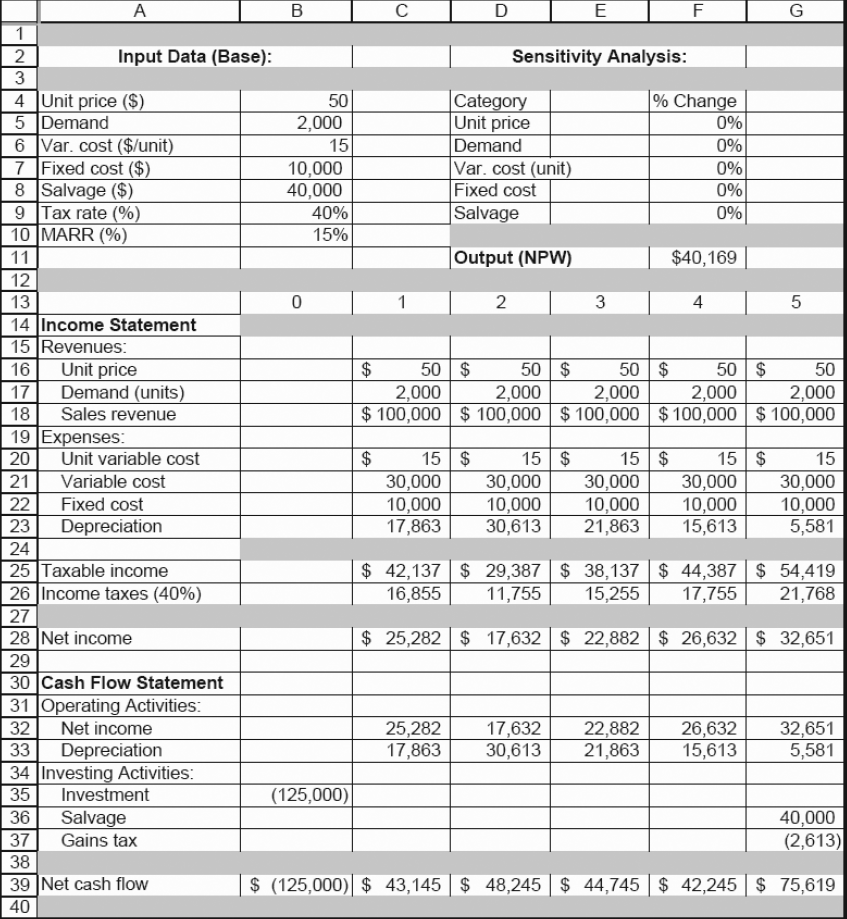 A B C D E F G
1
2 Input Data (Base): Sensitivity Analysis:
3
4 Unit price ($) 50 Category % Change
5 Demand 2,000 Unit price 0%
6 Var. cost ($/unit) 15 Demand 0%
7 Fixed cost ($) 10,000 Var. cost (unit) 0%
8 Salvage ($) 40,000 Fixed cost 0%
9 Tax rate (%) 40% Salvage 0%
10 MARR (%) 15%
11 Output (NPW) $40,169
12
13 0 1 2 3 4 5
14 Income Statement
15 Revenues:
16 Unit price $ 50 $ 50 $ 50 $ 50 $ 50
17 Demand (units) 2,000 2,000 2,000 2,000 2,000
18 Sales revenue $ 100,000 $ 100,000 $ 100,000 $ 100,000 $ 100,000
19 Expenses:
20 Unit variable cost $ 15 $ 15 $ 15 $ 15 $ 15
21 Variable cost 30,000 30,000 30,000 30,000 30,000
22 Fixed cost 10,000 10,000 10,000 10,000 10,000
23 Depreciation 17,863 30,613 21,863 15,613 5,581
24
25 Taxable income $ 42,137 $ 29,387 $ 38,137 $ 44,387 $ 54,419
26 Income taxes (40%) 16,855 11,755 15,255 17,755 21,768
27
28 Net income $ 25,282 $ 17,632 $ 22,882 $ 26,632 $ 32,651
29
30 Cash Flow Statement
31 Operating Activities:
32 Net income 25,282 17,632 22,882 26,632 32,651
33 Depreciation 17,863 30,613 21,863 15,613 5,581
34 Investing Activities:
35 Investment (125,000)
36 Salvage 40,000
37 Gains tax (2,613)
38
39 Net cash flow $ (125,000) $ 43,145 $ 48,245 $ 44,745 $ 42,245 $ 75,619
40